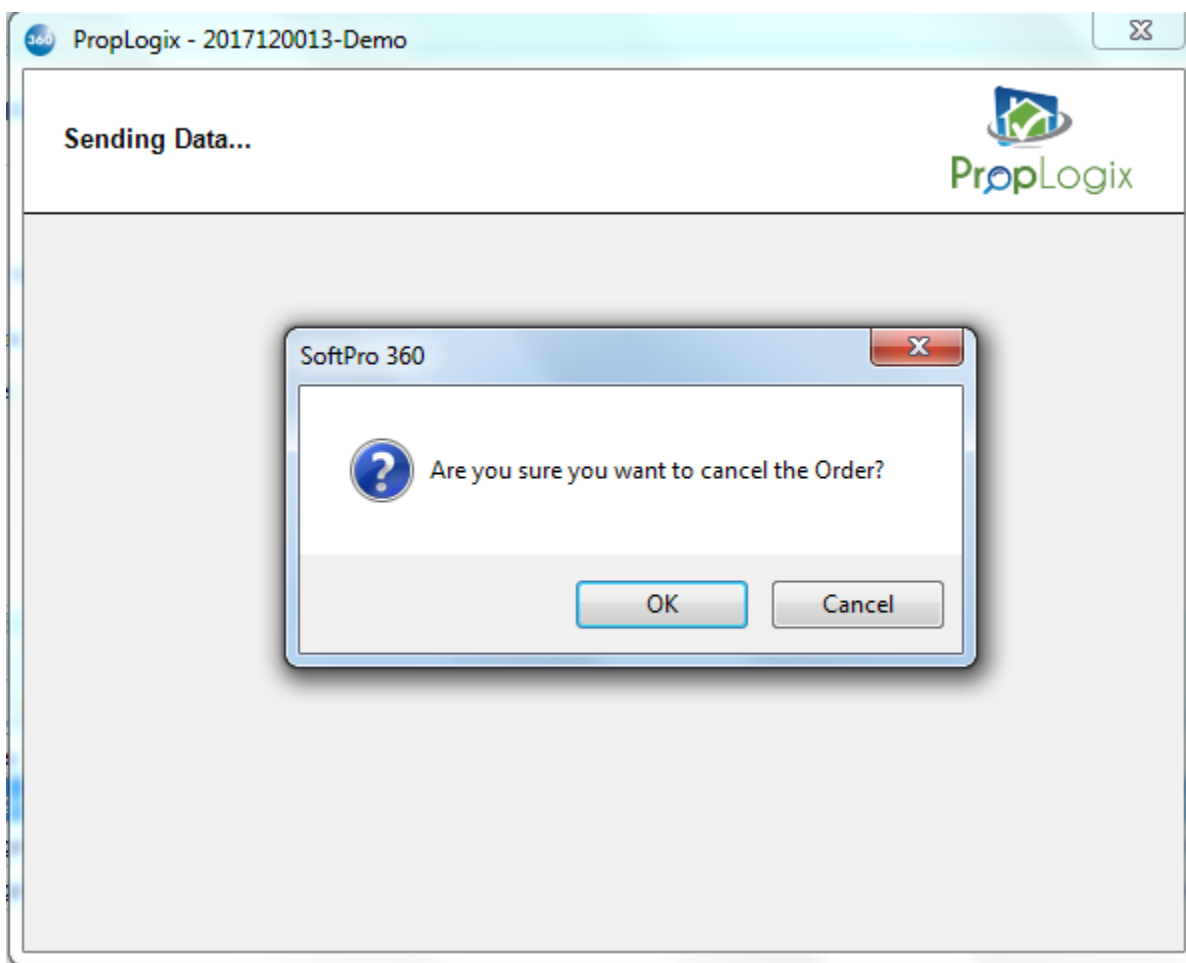 360 PropLogix - 2017120013-Demo
Sending Data...
PropLogix
SoftPro 360
Are you sure you want to cancel the Order?
OK Cancel